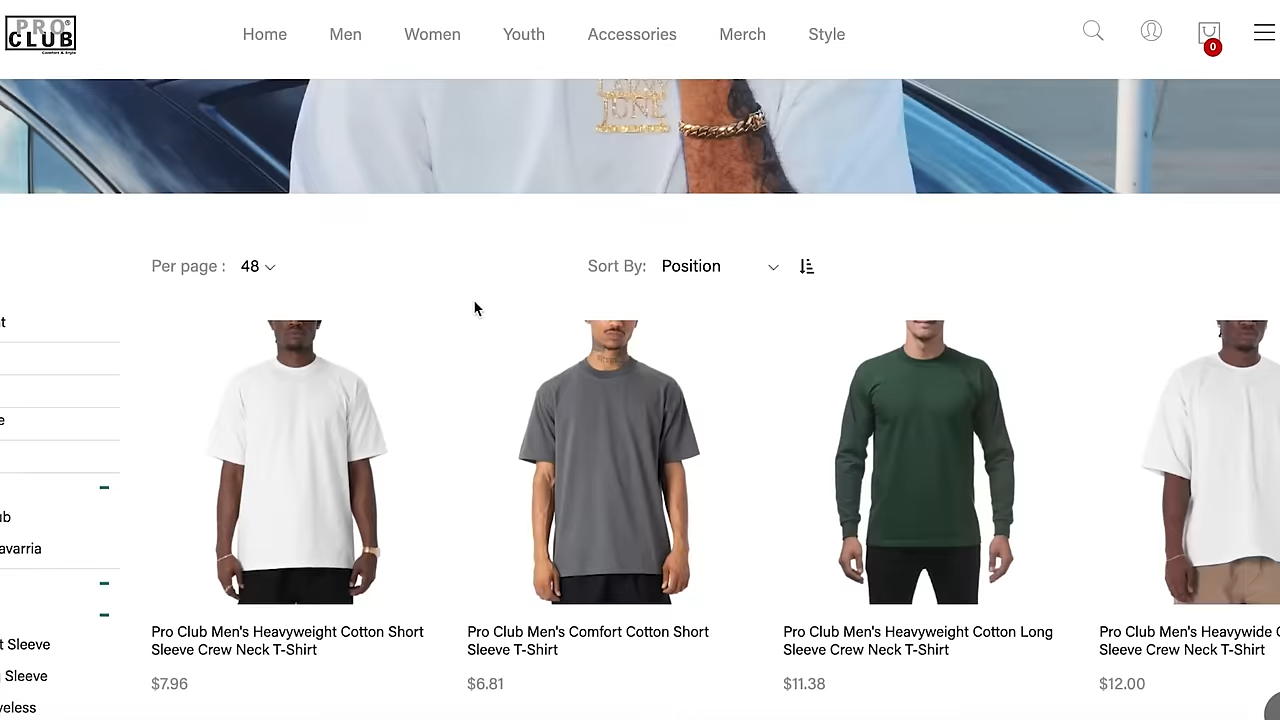 PRO®
CLUB
Comfort & Style
Home
Men
Women
Youth
Accessories
Merch
Style
0
JUNE
Per page :
48
Sort By:
Position
t
e
ub
avarria
t Sleeve
Sleeve
veless
Pro Club Men's Heavyweight Cotton Short
Sleeve Crew Neck T-Shirt
$7.96
Pro Club Men's Comfort Cotton Short
Sleeve T-Shirt
$6.81
Pro Club Men's Heavyweight Cotton Long
Sleeve Crew Neck T-Shirt
$11.38
Pro Club Men's Heavywide C
Sleeve Crew Neck T-Shirt
$12.00